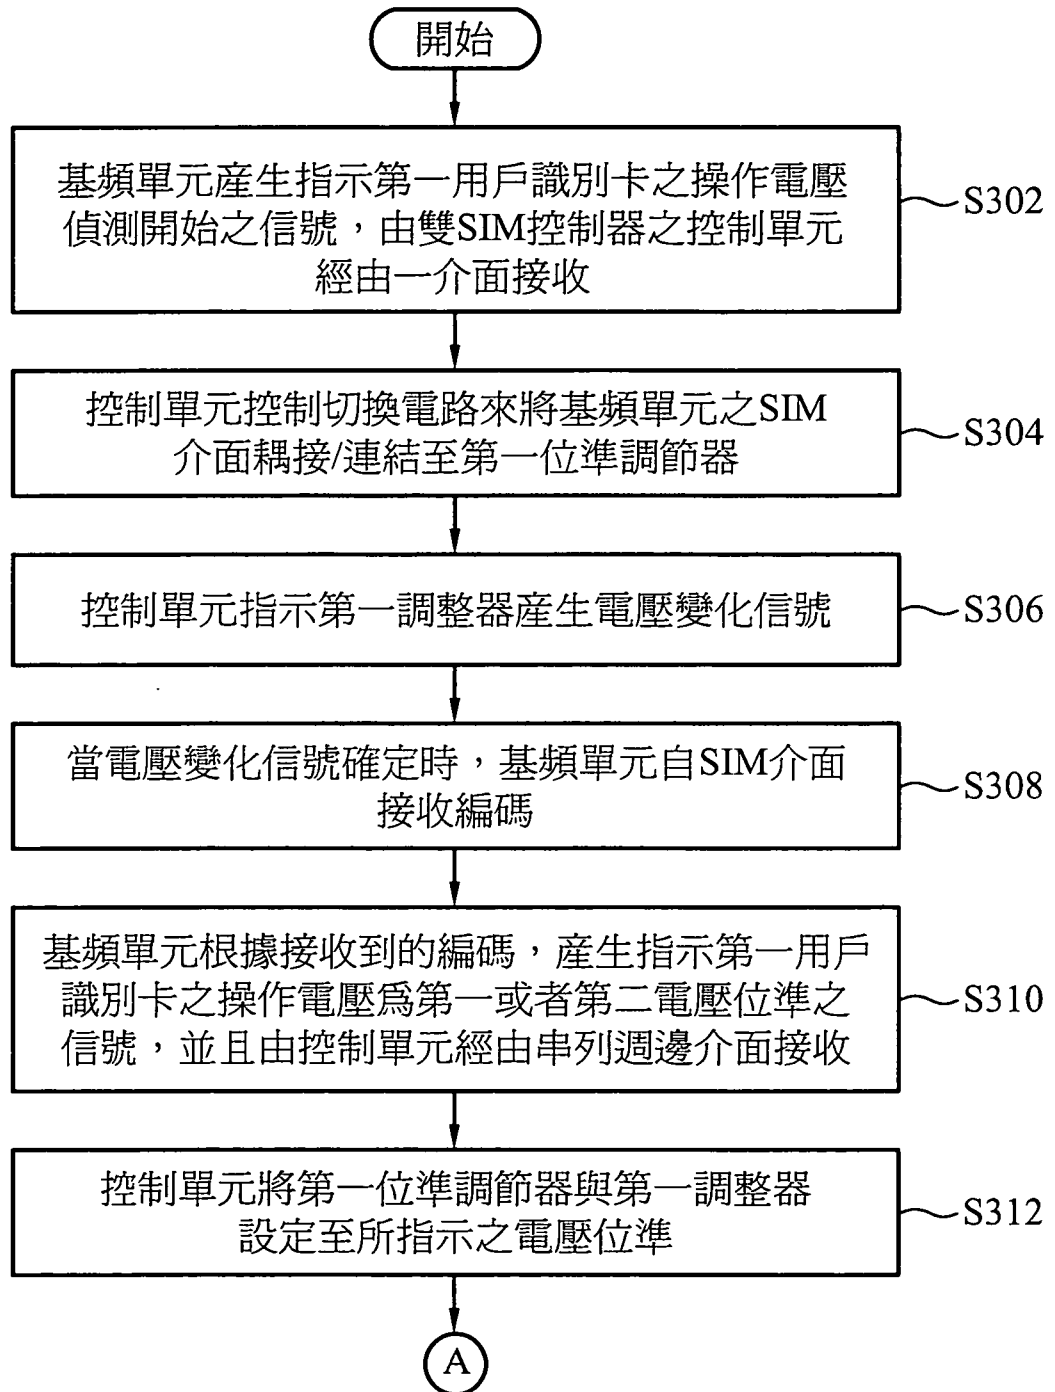 開始
基頻單元產生指示第一用戶識別卡之操作電壓
偵測開始之信號，由雙SIM控制器之控制單元
經由一介面接收
S302
控制單元控制切換電路來將基頻單元之SIM
介面耦接/連結至第一位準調節器
S304
控制單元指示第一調整器產生電壓變化信號
S306
當電壓變化信號確定時，基頻單元自SIM介面
接收編碼
S308
基頻單元根據接收到的編碼，產生指示第一用戶
識別卡之操作電壓爲第一或者第二電壓位準之
信號，並且由控制單元經由串列週邊介面接收
S310
控制單元將第一位準調節器與第一調整器
設定至所指示之電壓位準
S312
A